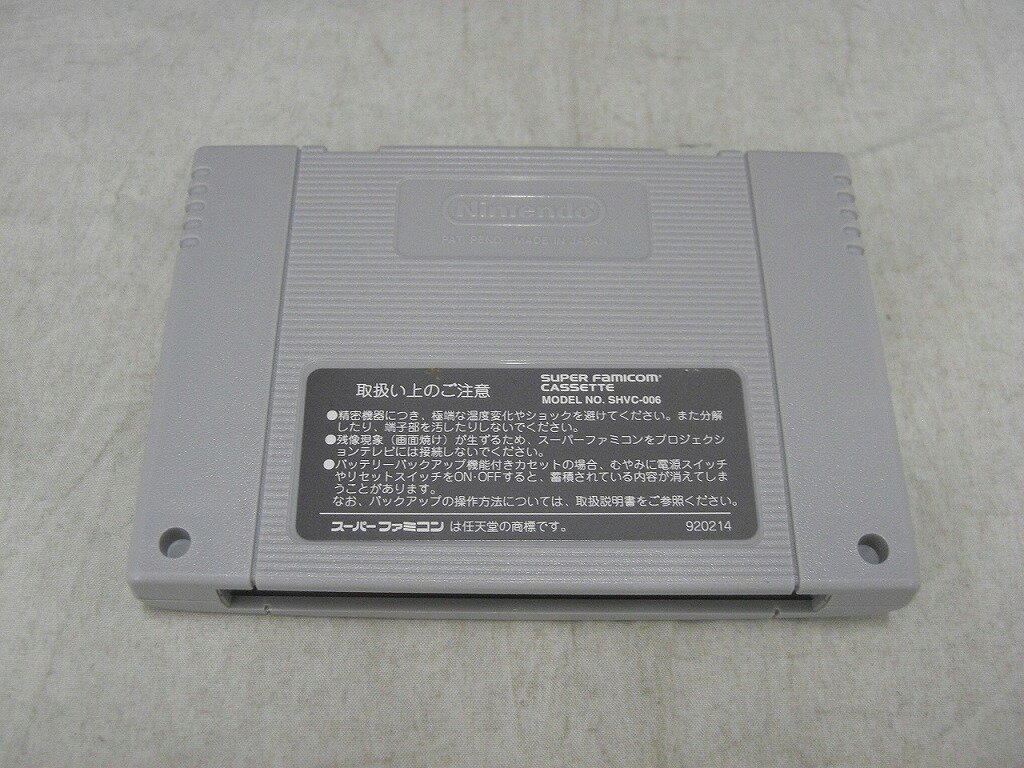 Nintendo
PAT. PEND. MADE IN JAPAN
取扱い上のご注意
SUPER FAMICOM
CASSETTE
MODEL NO. SHVC-006
●精密機器につき、極端な温度変化やショックを避けてください。また分解
したり、端子部を汚したりしないでください。
●残像現象(画面焼け)が生ずるため、スーパーファミコンをプロジェクシ
ョンテレビには接続しないでください。
●バッテリーバックアップ機能付きカセットの場合、むやみに電源スイッチ
やリセットスイッチをON・OFFすると、蓄積されている内容が消えてしま
うことがあります。
なお、バックアップの操作方法については、取扱説明書をご参照ください。
スーパーファミコン は任天堂の商標です。
920214